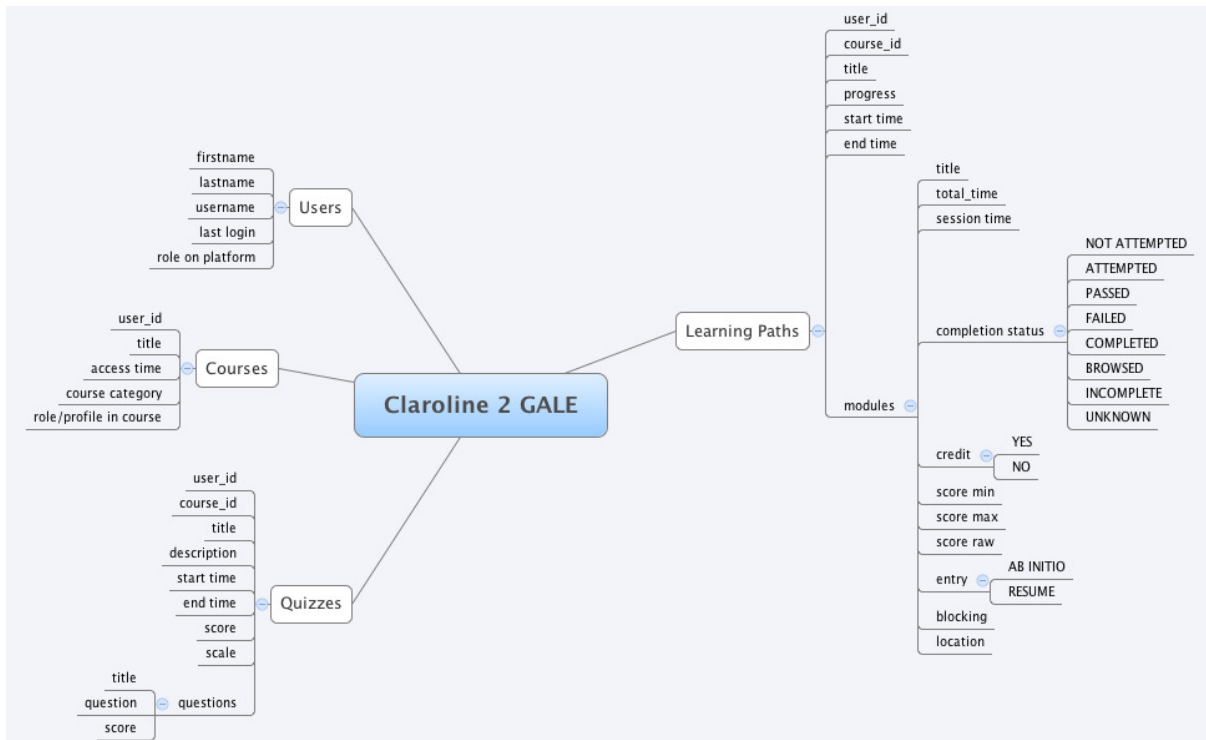 Claroline 2 GALE
Users
firstname
lastname
username
last login
role on platform
Courses
user_id
title
access time
course category
role/profile in course
Quizzes
user_id
course_id
title
description
start time
end time
score
scale
questions
title
question
score
Learning Paths
user_id
course_id
title
progress
start time
end time
modules
title
total_time
session time
completion status
NOT ATTEMPTED
ATTEMPTED
PASSED
FAILED
COMPLETED
BROWSED
INCOMPLETE
UNKNOWN
credit
YES
NO
score min
score max
score raw
entry
AB INITIO
RESUME
blocking
location